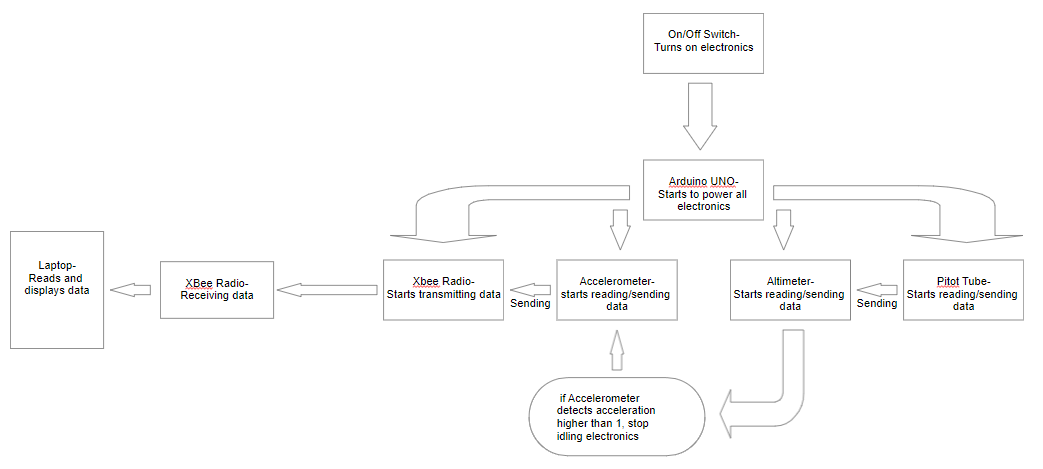 On/Off Switch-
Turns on electronics
Arduino UNO-
Starts to power all
electronics
Laptop-
Reads and
displays data
XBee Radio-
Receiving data
Xbee Radio-
Starts transmitting data
Sending
Accelerometer-
starts reading/sending
data
Altimeter-
Starts reading/sending
data
Sending
Pitot Tube-
Starts reading/sending
data
if Accelerometer
detects acceleration
higher than 1, stop
idling electronics